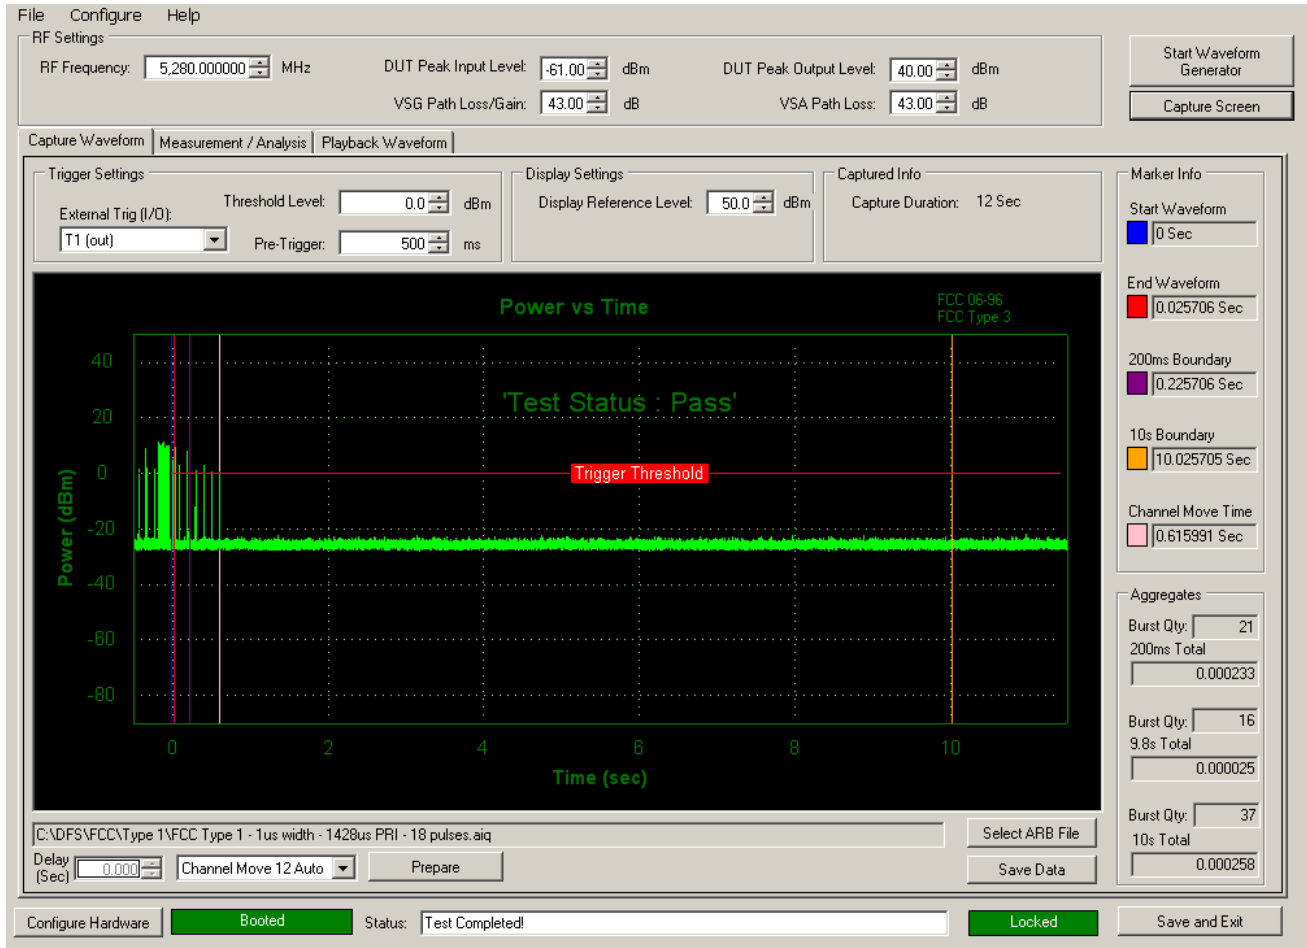 File Configure Help
RF Settings
RF Frequency: 5,280.000000 MHz
DUT Peak Input Level: -61.00 dBm
DUT Peak Output Level: 40.00 dBm
VSG Path Loss/Gain: 43.00 dB
VSA Path Loss: 43.00 dB
Start Waveform Generator
Capture Screen
Capture Waveform Measurement / Analysis Playback Waveform
Trigger Settings
External Trig (I/O):
T1 (out)
Threshold Level: 0.0 dBm
Pre-Trigger: 500 ms
Display Settings
Display Reference Level: 50.0 dBm
Captured Info
Capture Duration: 12 Sec
Marker Info
Start Waveform
0 Sec
End Waveform
0.025706 Sec
200ms Boundary
0.225706 Sec
10s Boundary
10.025705 Sec
Channel Move Time
0.615991 Sec
Power vs Time
FCC 06-96
FCC Type 3
'Test Status : Pass'
Trigger Threshold
Power (dBm)
40
20
0
-20
-40
-60
-80
0 2 4 6 8 10
Time (sec)
Aggregates
Burst Qty: 21
200ms Total
0.000233
Burst Qty: 16
9.8s Total
0.000025
Burst Qty: 37
10s Total
0.000258
C:\DFS\FCC\Type 1\FCC Type 1 - 1us width - 1428us PRI - 18 pulses.aiq
Select ARB File
Delay (Sec) 0.000
Channel Move 12 Auto
Prepare
Save Data
Configure Hardware
Booted
Status: Test Completed!
Locked
Save and Exit